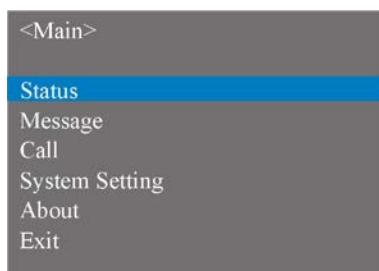 <Main>
Status
Message
Call
System Setting
About
Exit